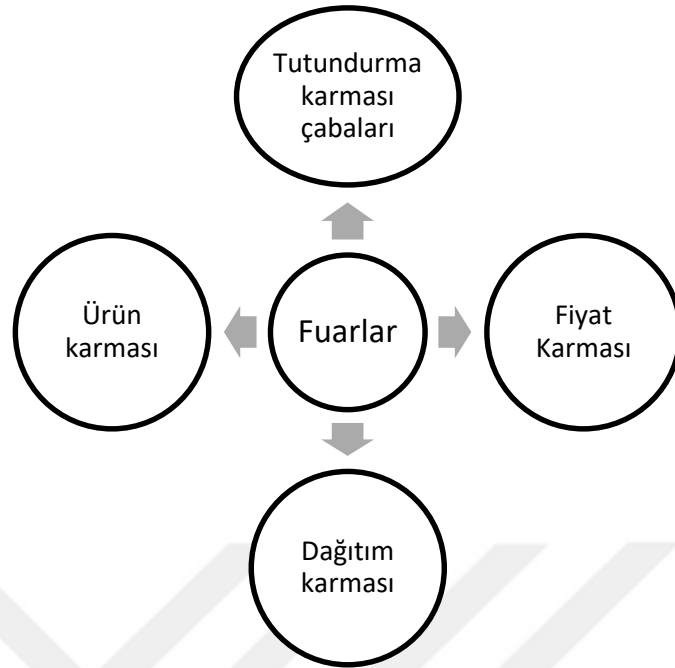 Tutundurma
karması
çabaları
Ürün
karması
Fuarlar
Fiyat
Karması
Dağıtım
karması